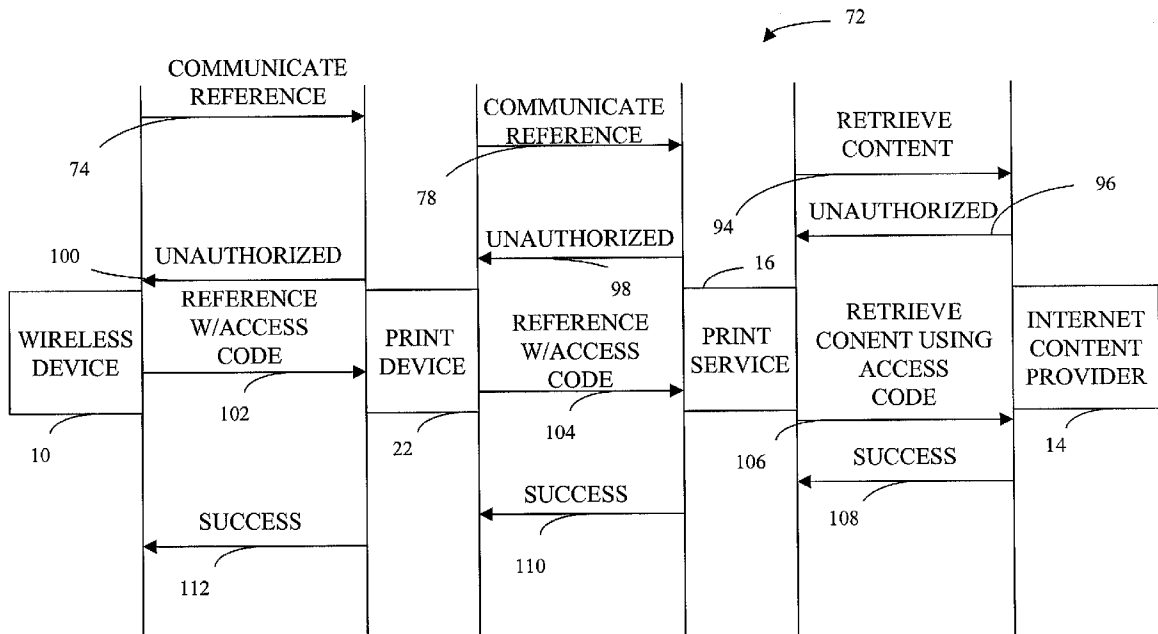 72
COMMUNICATE
REFERENCE
74
COMMUNICATE
REFERENCE
78
RETRIEVE
CONTENT
94
96
UNAUTHORIZED
UNAUTHORIZED
98
UNAUTHORIZED
100
WIRELESS
DEVICE
10
REFERENCE
W/ACCESS
CODE
102
PRINT
DEVICE
22
REFERENCE
W/ACCESS
CODE
104
16
PRINT
SERVICE
RETRIEVE
CONENT USING
ACCESS
CODE
106
INTERNET
CONTENT
PROVIDER
14
SUCCESS
108
SUCCESS
110
SUCCESS
112